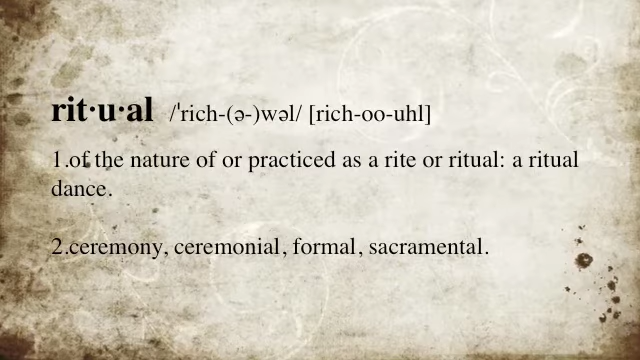 rit·u·al /ˈrich-(ə-)wəl/ [rich-oo-uhl]
1.of the nature of or practiced as a rite or ritual: a ritual
dance.
2.ceremony, ceremonial, formal, sacramental.